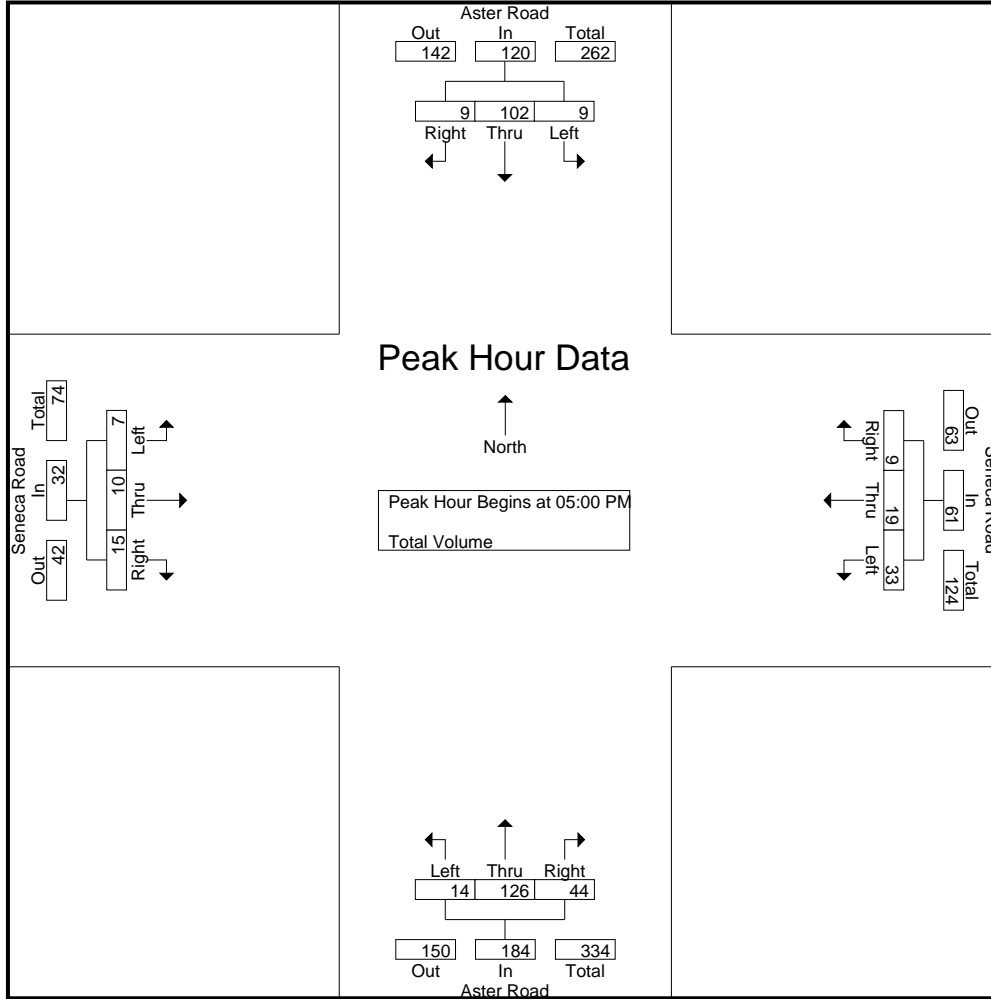 Aster Road
Out In Total
142 120 262
9 102 9
Right Thru Left
Peak Hour Data
North
Peak Hour Begins at 05:00 PM
Total Volume
Seneca Road
Total In Out
74 32 42
7 10 15
Left Thru Right
Right Thru Left
9 19 33
Out In Total
63 61 124
Seneca Road
Left Thru Right
14 126 44
150 184 334
Out In Total
Aster Road